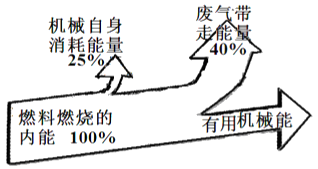 机械自身
消耗能量
25%
废气带
走能量
40%
燃料燃烧的
内能 100%
有用机械能